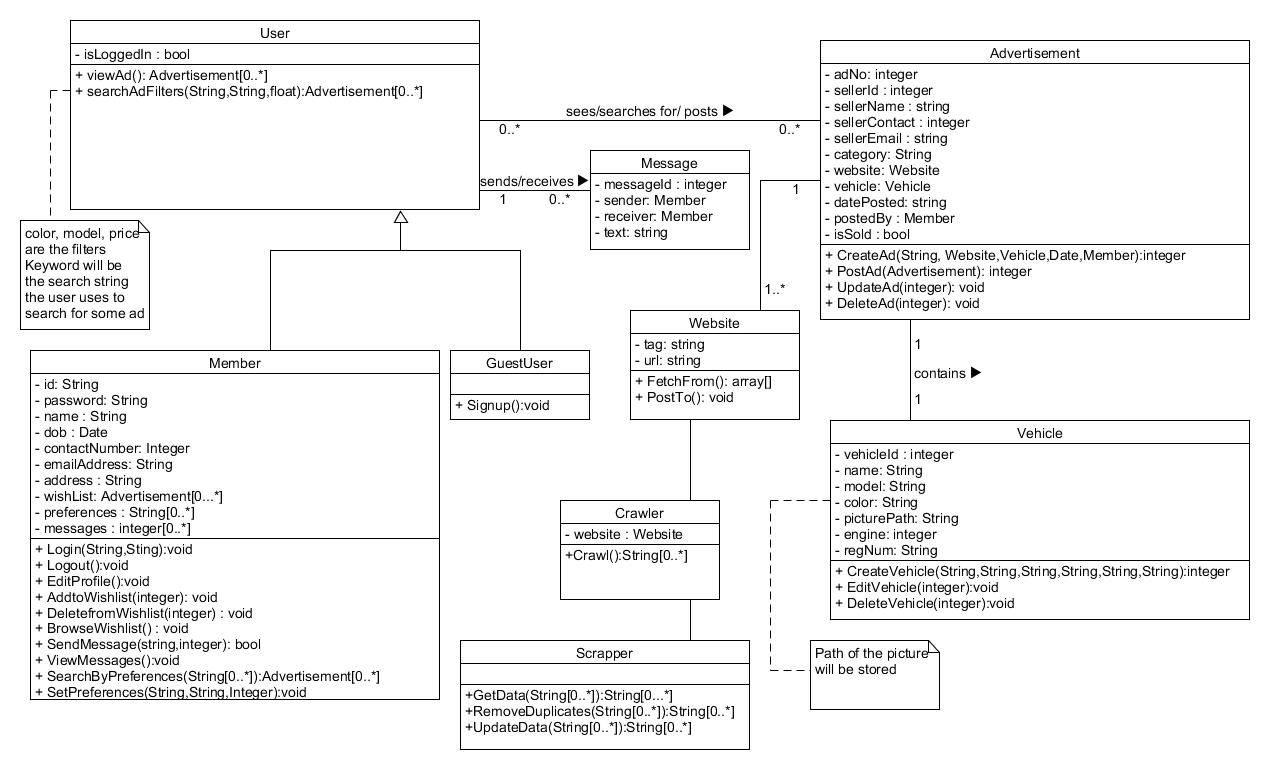 User
- isLoggedIn : bool
+ viewAd(): Advertisement[0..*]
+ searchAdFilters(String,String,float):Advertisement[0..*]
sees/searches for/ posts ▶
0..*
0..*
sends/receives ▶
1
0..*
Message
- messageId : integer
- sender: Member
- receiver: Member
- text: string
Advertisement
- adNo: integer
- sellerId : integer
- sellerName : string
- sellerContact : integer
- sellerEmail : string
- category: String
- website: Website
- vehicle: Vehicle
- datePosted: string
- postedBy : Member
- isSold : bool
+ CreateAd(String, Website,Vehicle,Date,Member):integer
+ PostAd(Advertisement): integer
+ UpdateAd(integer): void
+ DeleteAd(integer): void
1
1..*
color, model, price
are the filters
Keyword will be
the search string
the user uses to
search for some ad
Member
- id: String
- password: String
- name : String
- dob : Date
- contactNumber: Integer
- emailAddress: String
- address : String
- wishList: Advertisement[0...*]
- preferences : String[0..*]
- messages : integer[0..*]
+ Login(String,Sting):void
+ Logout():void
+ EditProfile():void
+ AddtoWishlist(integer): void
+ DeletefromWishlist(integer) : void
+ BrowseWishlist() : void
+ SendMessage(string,integer): bool
+ ViewMessages():void
+ SearchByPreferences(String[0..*]):Advertisement[0..*]
+ SetPreferences(String,String,Integer):void
GuestUser
+ Signup():void
Website
- tag: string
- url: string
+ FetchFrom(): array[]
+ PostTo(): void
1
contains ▶
1
Vehicle
- vehicleId : integer
- name: String
- model: String
- color: String
- picturePath: String
- engine: integer
- regNum: String
+ CreateVehicle(String,String,String,String,String,String):integer
+ EditVehicle(integer):void
+ DeleteVehicle(integer):void
Crawler
- website : Website
+Crawl():String[0..*]
Scrapper
+GetData(String[0..*]):String[0...*]
+RemoveDuplicates(String[0..*]):String[0..*]
+UpdateData(String[0..*]):String[0..*]
Path of the picture
will be stored